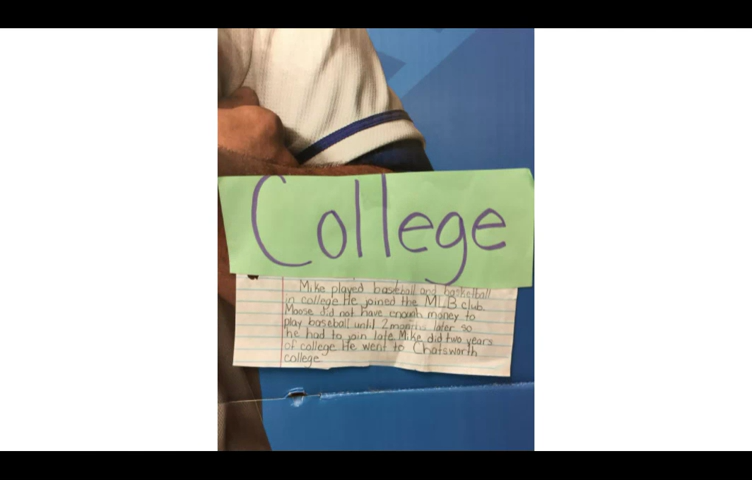 College
Mike played baseball and basketball
in college He joined the MLB club.
Moose did not have enough money to
play baseball until 2 months later so
he had to join late. Mike did two years
of college He went to Chatsworth
college